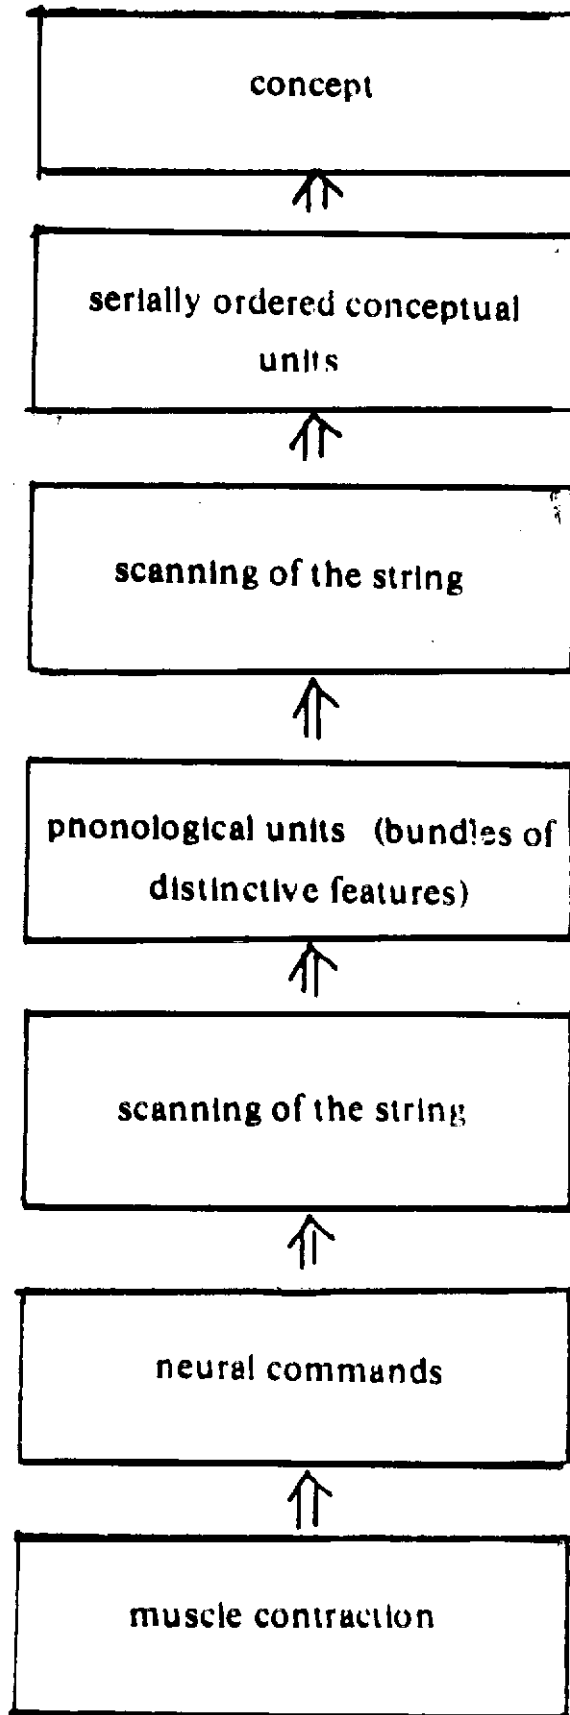 concept
serially ordered conceptual
units
scanning of the string
pnonological units (bundles of
distinctive features)
scanning of the string
neural commands
muscle contraction